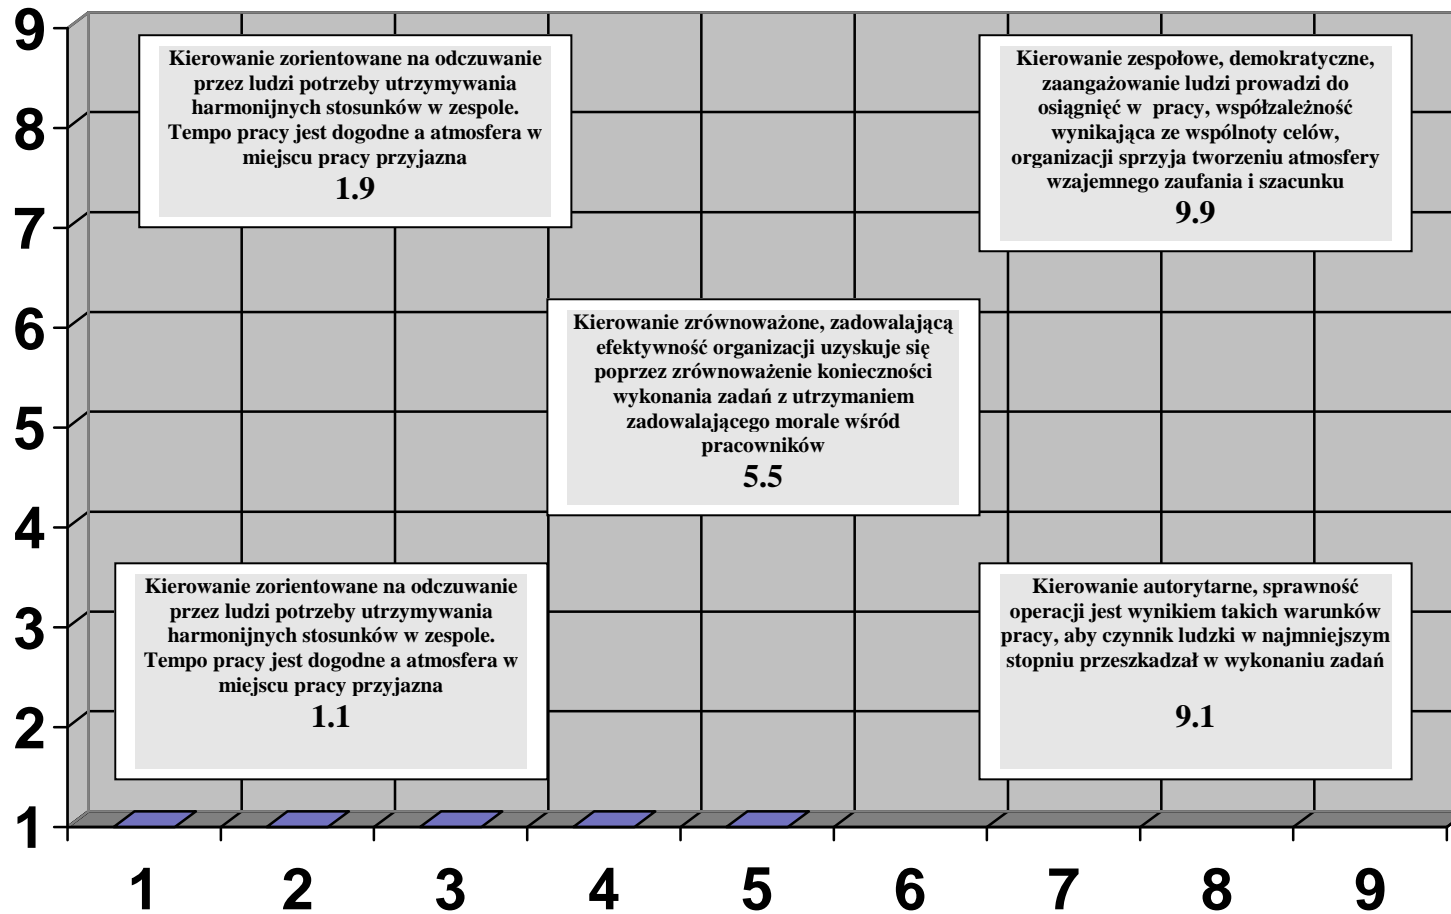 9
8
7
6
5
4
3
2
1
Kierowanie zorientowane na odczuwanie
przez ludzi potrzeby utrzymywania
harmonijnych stosunków w zespole.
Tempo pracy jest dogodne a atmosfera w
miejscu pracy przyjazna
1.9
Kierowanie zespołowe, demokratyczne,
zaangażowanie ludzi prowadzi do
osiągnięć w pracy, współzależność
wynikająca ze wspólnoty celów,
organizacji sprzyja tworzeniu atmosfery
wzajemnego zaufania i szacunku
9.9
Kierowanie zrównoważone, zadowalającą
efektywność organizacji uzyskuje się
poprzez zrównoważenie konieczności
wykonania zadań z utrzymaniem
zadowalającego morale wśród
pracowników
5.5
Kierowanie zorientowane na odczuwanie
przez ludzi potrzeby utrzymywania
harmonijnych stosunków w zespole.
Tempo pracy jest dogodne a atmosfera w
miejscu pracy przyjazna
1.1
Kierowanie autorytarne, sprawność
operacji jest wynikiem takich warunków
pracy, aby czynnik ludzki w najmniejszym
stopniu przeszkadzał w wykonaniu zadań
9.1
1 2 3 4 5 6 7 8 9